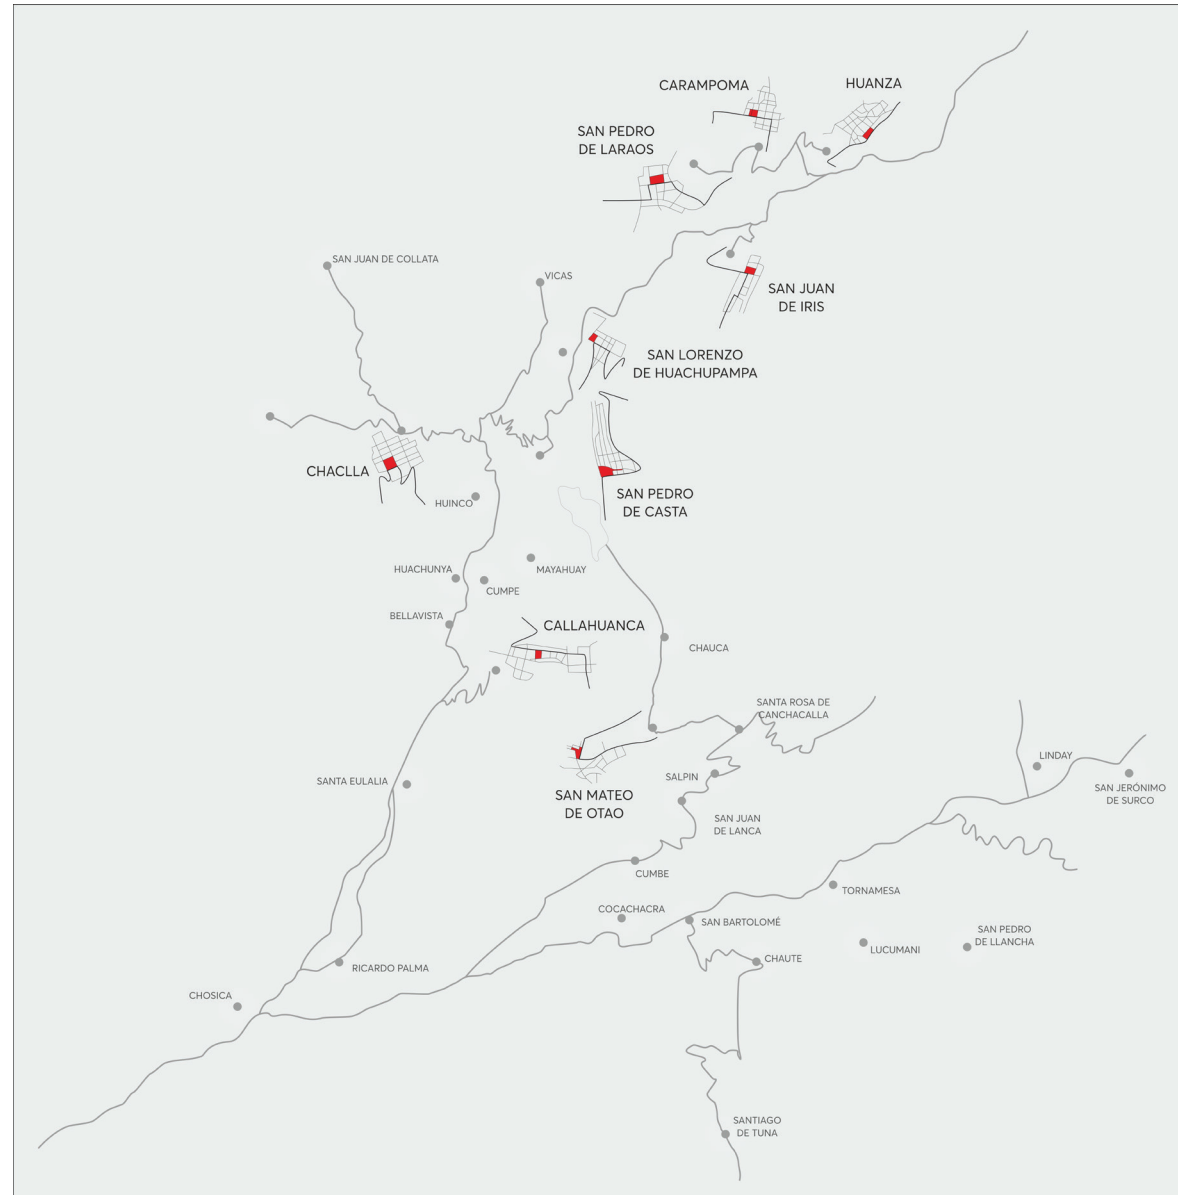 CARAMPOMA
HUANZA
SAN PEDRO
DE LARAOS
SAN JUAN DE COLLATA
VICAS
SAN JUAN
DE IRIS
SAN LORENZO
DE HUACHUPAMPA
CHACLLA
HUINCO
SAN PEDRO
DE CASTA
HUACHUNYA
MAYAHUAY
CUMPE
BELLAVISTA
CALLAHUANCA
CHAUCA
SANTA ROSA DE
CANCHACALLA
LINDAY
SANTA EULALIA
SALPIN
SAN JERÓNIMO
DE SURCO
SAN MATEO
DE OTAO
SAN JUAN
DE LANCA
CUMBE
TORNAMESA
COCACHACRA
SAN BARTOLOMÉ
SAN PEDRO
DE LLANCHA
LUCUMANI
CHAUTE
RICARDO PALMA
CHOSICA
SANTIAGO
DE TUNA